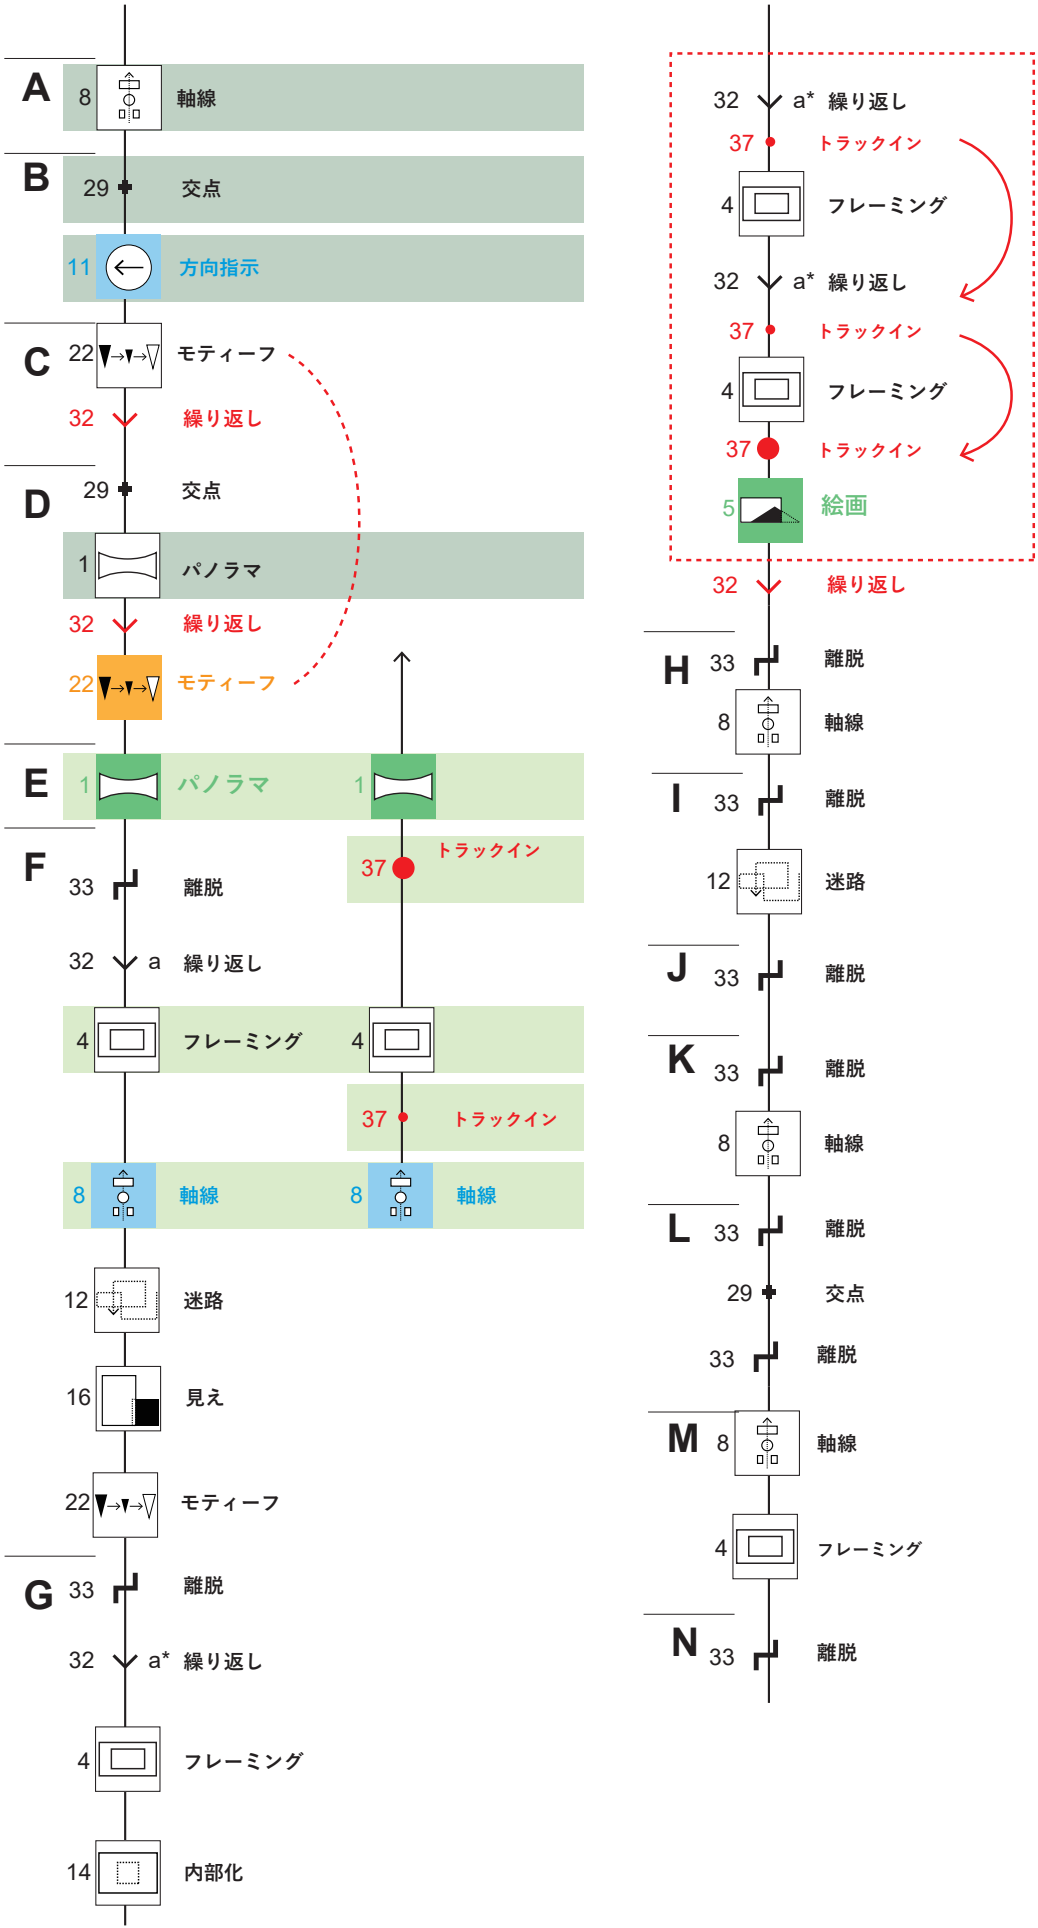 A
8 軸線
B
29 交点
11 方向指示
C
22 モティーフ
32 繰り返し
D
29 交点
1 パノラマ
32 繰り返し
22 モティーフ
E
1 パノラマ 1
F
37 トラックイン
33 離脱
32 a 繰り返し
4 フレーミング 4
37 トラックイン
8 軸線 8 軸線
12 迷路
16 見え
22 モティーフ
G
33 離脱
32 a* 繰り返し
4 フレーミング
14 内部化
32 a* 繰り返し
37 トラックイン
4 フレーミング
32 a* 繰り返し
37 トラックイン
4 フレーミング
37 トラックイン
5 絵画
32 繰り返し
H
33 離脱
8 軸線
I
33 離脱
12 迷路
J
33 離脱
K
33 離脱
8 軸線
L
33 離脱
29 交点
33 離脱
M
8 軸線
4 フレーミング
N
33 離脱